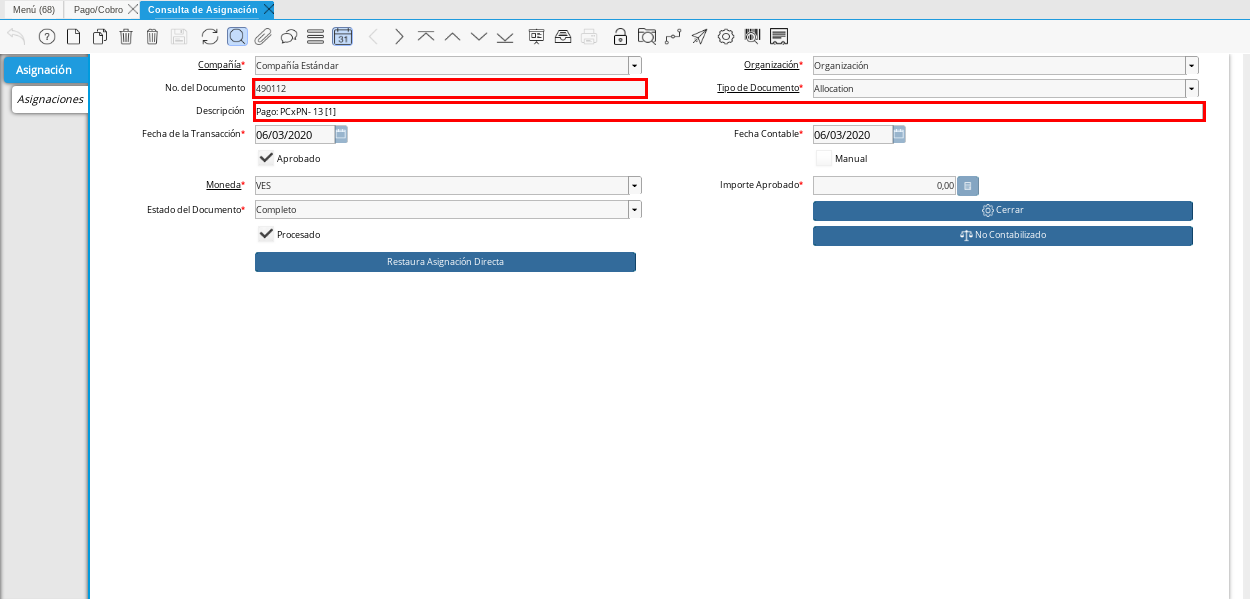 Menú (68) Pago/Cobro Consulta de Asignación
31
Asignación
Asignaciones
Compañía* Compañía Estándar Organización* Organización
No. del Documento 490112 Tipo de Documento* Allocation
Descripción Pago: PCxPN- 13 [1]
Fecha de la Transacción* 06/03/2020 Fecha Contable* 06/03/2020
Aprobado Manual
Moneda* VES Importe Aprobado* 0,00
Estado del Documento* Completo Cerrar
Procesado No Contabilizado
Restaura Asignación Directa